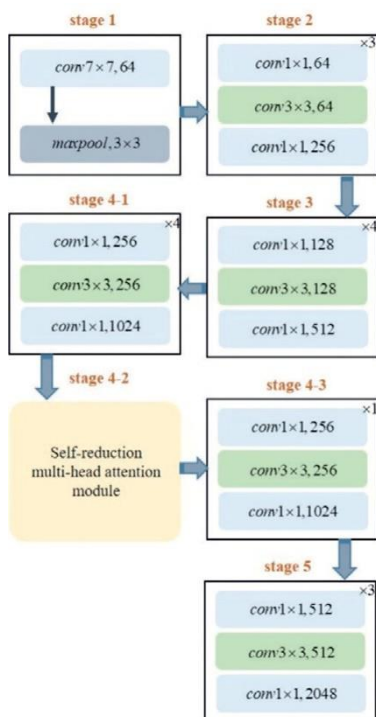 stage 1
conv7×7,64
maxpool,3×3
stage 2
×3
conv1×1,64
conv3×3,64
conv1×1,256
stage 3
×4
conv1×1,128
conv3×3,128
conv1×1,512
stage 4-1
×4
conv1×1,256
conv3×3,256
conv1×1,1024
stage 4-2
Self-reduction
multi-head attention
module
stage 4-3
×1
conv1×1,256
conv3×3,256
conv1×1,1024
stage 5
×3
conv1×1,512
conv3×3,512
conv1×1,2048